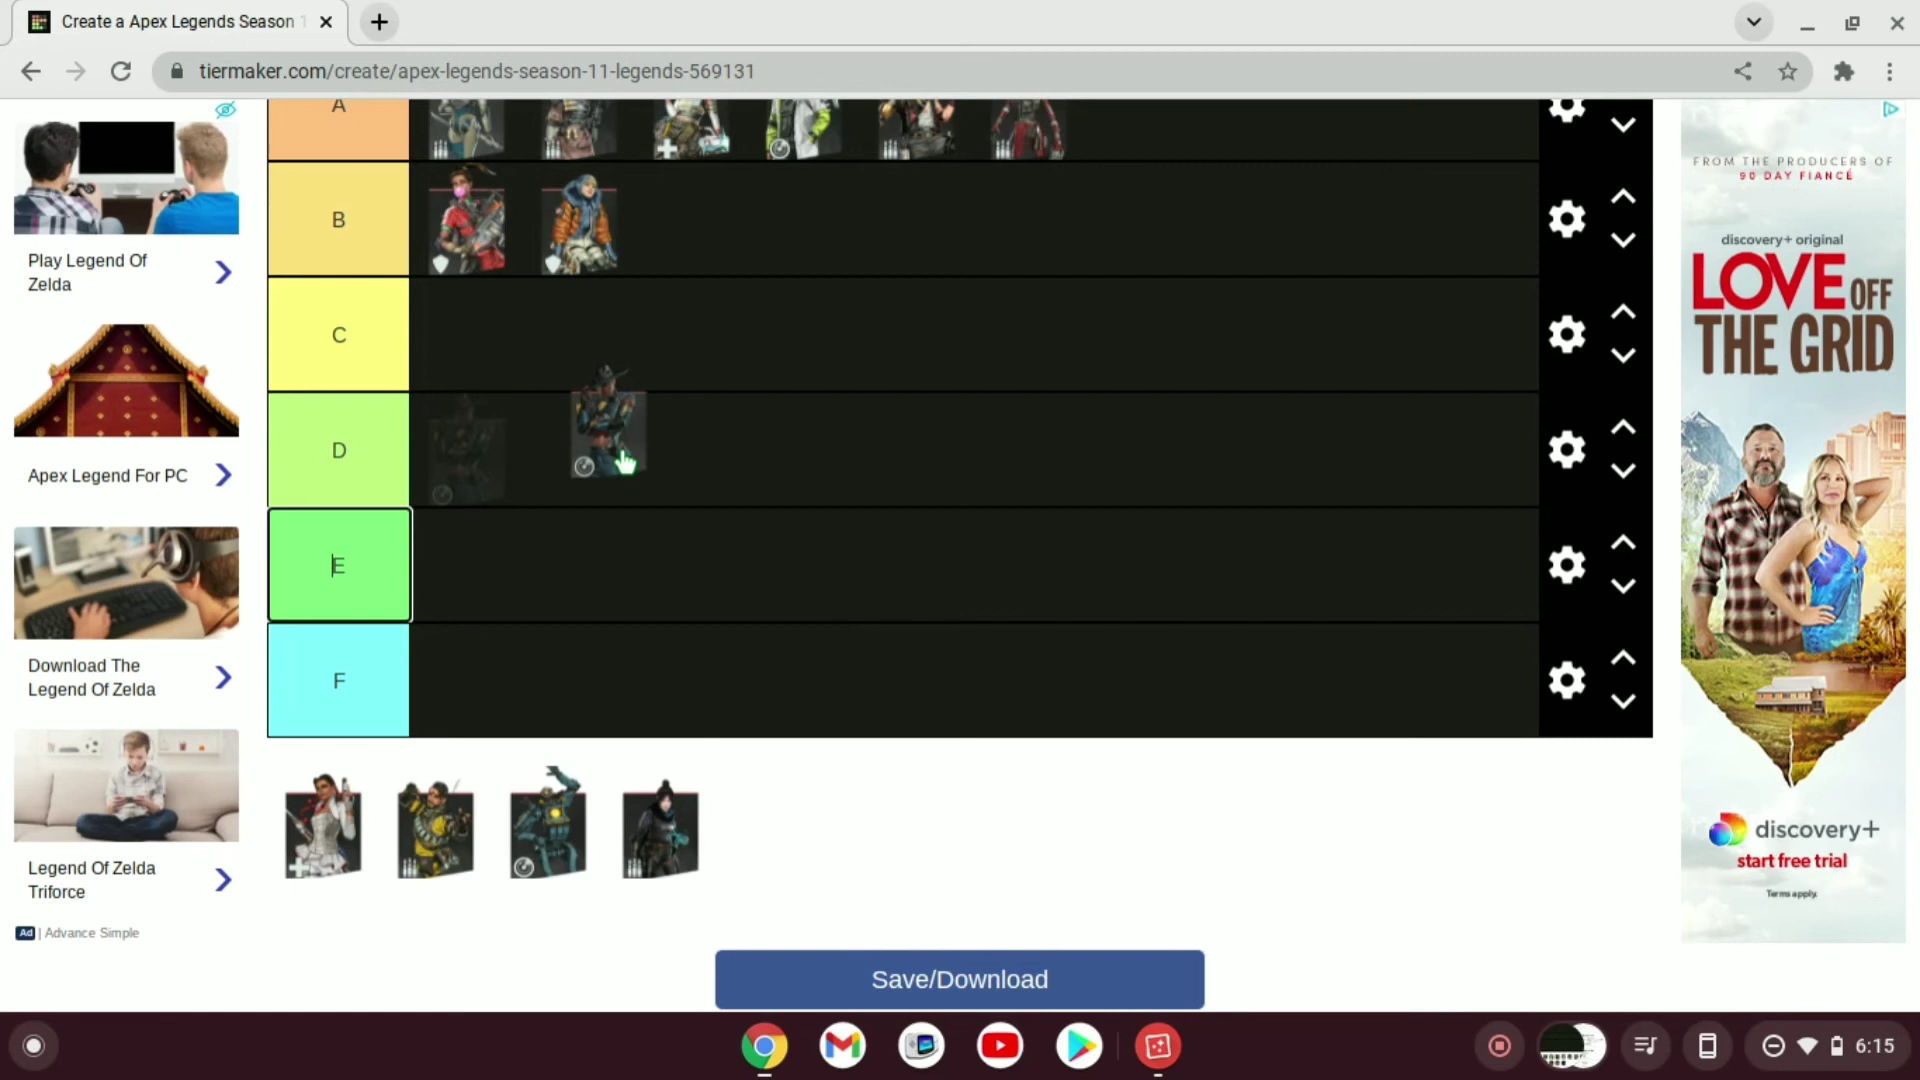 Create a Apex Legends Season 1
tiermaker.com/create/apex-legends-season-11-legends-569131
A
B
C
D
E
F
Play Legend Of
Zelda
Apex Legend For PC
Download The
Legend Of Zelda
Legend Of Zelda
Triforce
Ad | Advance Simple
FROM THE PRODUCERS OF
90 DAY FIANCÉ
discovery+ original
LOVE OFF
THE GRID
discovery+
start free trial
Terms apply.
Save/Download
6:15